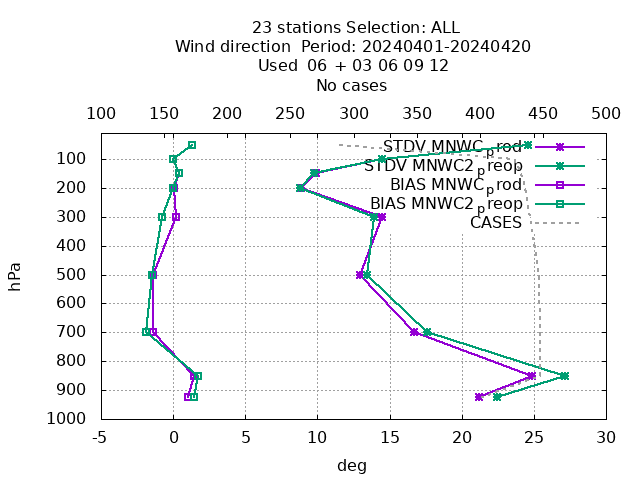 23 stations Selection: ALL
Wind direction  Period: 20240401-20240420
Used  06 + 03 06 09 12
No cases
100 150 200 250 300 350 400 450 500
STDV MNWC_prod
STDV MNWC2_preop
BIAS MNWC_prod
BIAS MNWC2_preop
CASES
100
200
300
400
500
600
700
800
900
1000
hPa
-5 0 5 10 15 20 25 30
deg